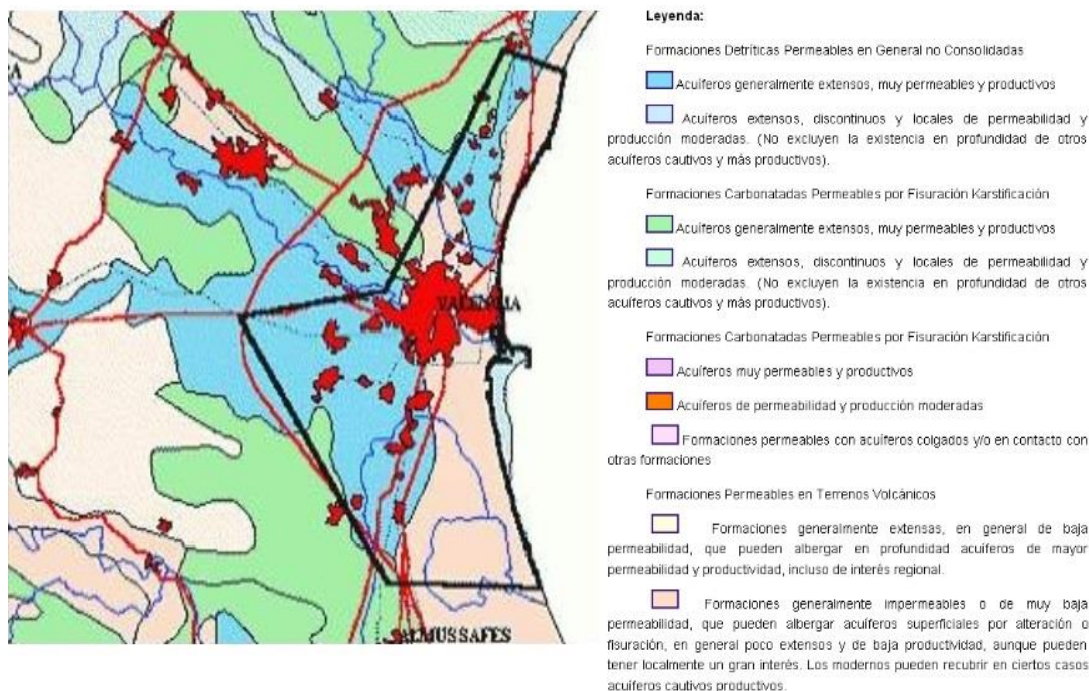 Leyenda:
Formaciones Detríticas Permeables en General no Consolidadas
Acuíferos generalmente extensos, muy permeables y productivos
Acuíferos extensos, discontinuos y locales de permeabilidad y
producción moderadas. (No excluyen la existencia en profundidad de otros
acuíferos cautivos y más productivos).
Formaciones Carbonatadas Permeables por Fisuración Karstificación
Acuíferos generalmente extensos, muy permeables y productivos
Acuíferos extensos, discontinuos y locales de permeabilidad y
producción moderadas. (No excluyen la existencia en profundidad de otros
acuíferos cautivos y más productivos).
Formaciones Carbonatadas Permeables por Fisuración Karstificación
Acuíferos muy permeables y productivos
Acuíferos de permeabilidad y producción moderadas
Formaciones permeables con acuíferos colgados y/o en contacto con
otras formaciones
Formaciones Permeables en Terrenos Volcánicos
Formaciones generalmente extensas, en general de baja
permeabilidad, que pueden albergar en profundidad acuíferos de mayor
permeabilidad y productividad, incluso de interés regional.
Formaciones generalmente impermeables o de muy baja
permeabilidad, que pueden albergar acuíferos superficiales por alteración o
fisuración, en general poco extensos y de baja productividad, aunque pueden
tener localmente un gran interés. Los modernos pueden recubrir en ciertos casos
acuíferos cautivos productivos.
VALENCIA
ALMUSSAFES